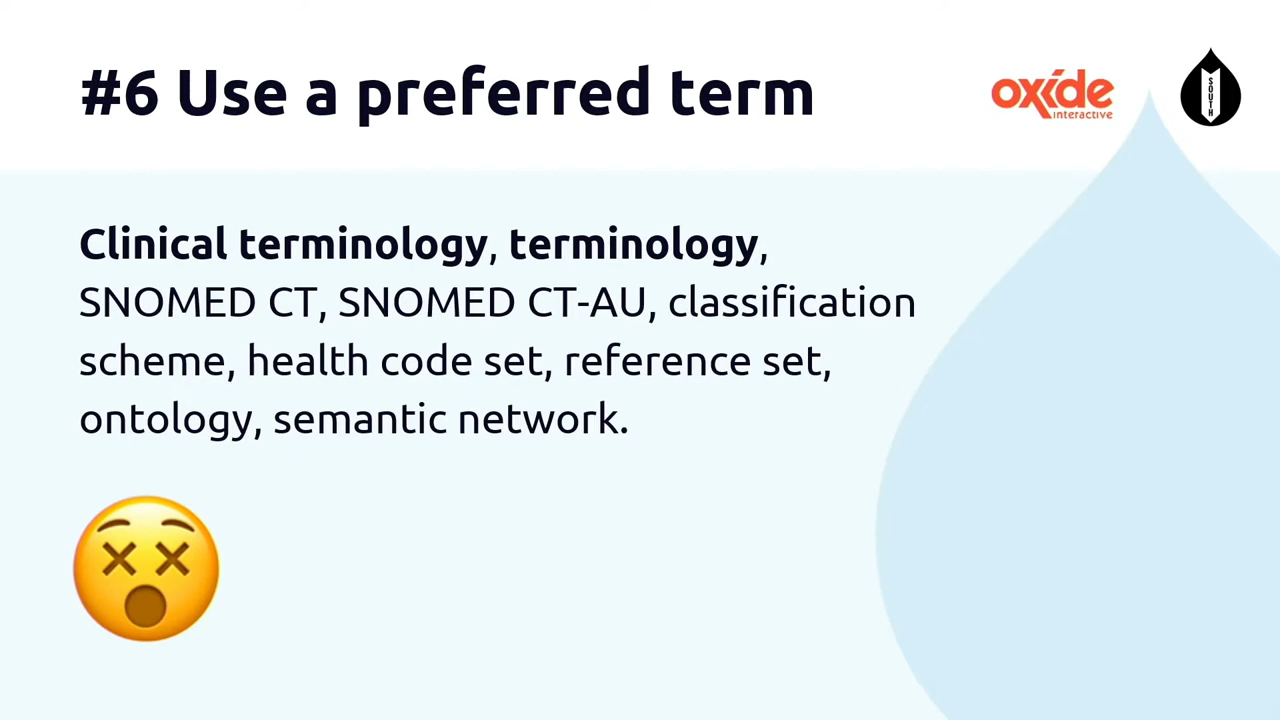 #6 Use a preferred term
oxide
interactive
SOUTH
Clinical terminology, terminology,
SNOMED CT, SNOMED CT-AU, classification
scheme, health code set, reference set,
ontology, semantic network.